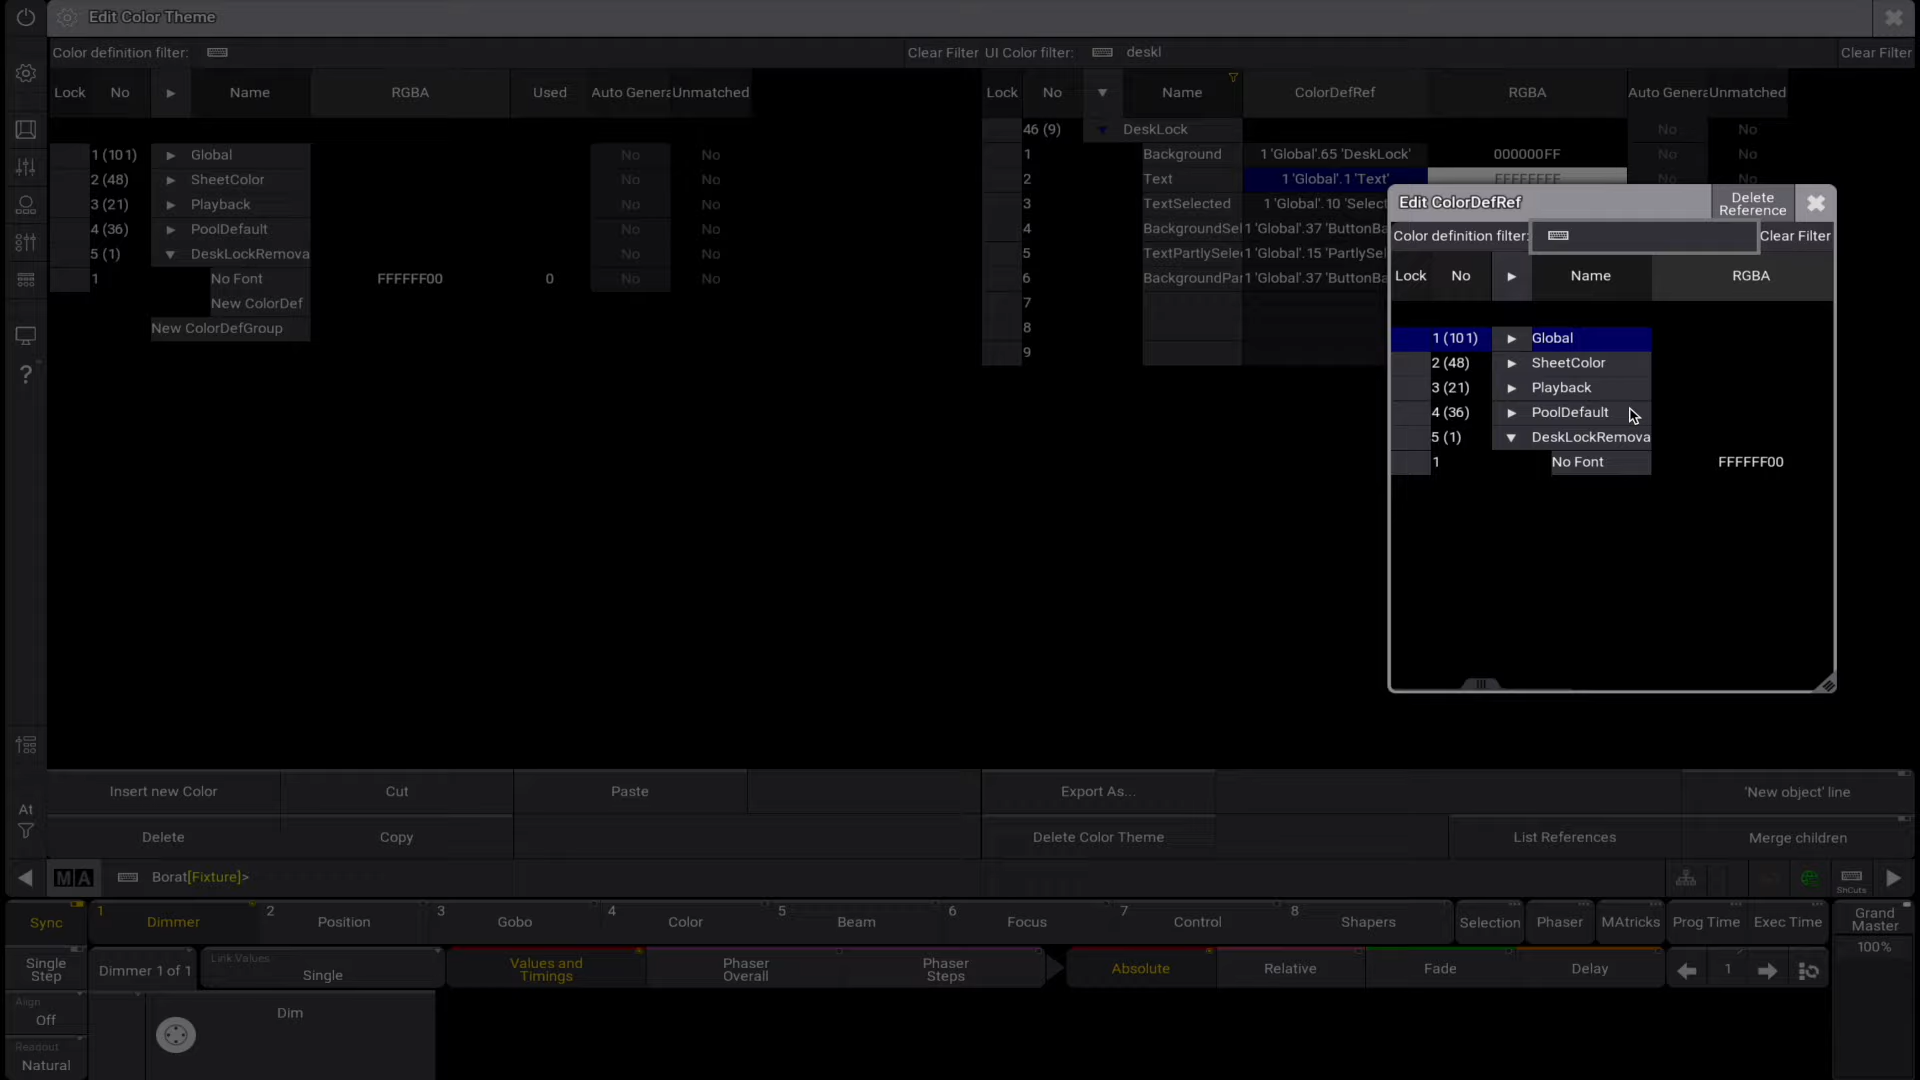 Edit Color Theme
Color definition filter:
Clear Filter UI Color filter: deskl
Clear Filter
Lock No Name RGBA Used Auto Genera Unmatched
Lock No Name ColorDefRef RGBA Auto Genera Unmatched
46 (9) DeskLock No No
1 (101) Global No No
1 Background 1 'Global'.65 'DeskLock' 000000FF
2 (48) SheetColor No No
2 Text 1 'Global'.1 'Text' FFFFFFFF
3 (21) Playback No No
3 TextSelected 1 'Global'.10 'Select
4 (36) PoolDefault No No
4 BackgroundSel 1 'Global'.37 'ButtonBa
5 (1) DeskLockRemova No No
5 TextPartlySele 1 'Global'.15 'PartlySel
1 No Font FFFFFF00 0 No No
6 BackgroundPar 1 'Global'.37 'ButtonBa
New ColorDef
7
New ColorDefGroup
8
9
Edit ColorDefRef
Delete
Reference
Color definition filter:
Clear Filter
Lock No Name RGBA
1 (101) Global
2 (48) SheetColor
3 (21) Playback
4 (36) PoolDefault
5 (1) DeskLockRemova
1 No Font FFFFFF00
Insert new Color Cut Paste Export As... 'New object' line
Delete Copy Delete Color Theme List References Merge children
At
MA Borat[Fixture]>
ShCuts
Sync
1 Dimmer
2 Position
3 Gobo
4 Color
5 Beam
6 Focus
7 Control
8 Shapers
Selection Phaser MAtricks Prog Time Exec Time
Grand
Master
100%
Single
Step
Dimmer 1 of 1
Link Values
Single
Values and
Timings
Phaser
Overall
Phaser
Steps
Absolute Relative Fade Delay
1
Align
Off
Dim
Readout
Natural